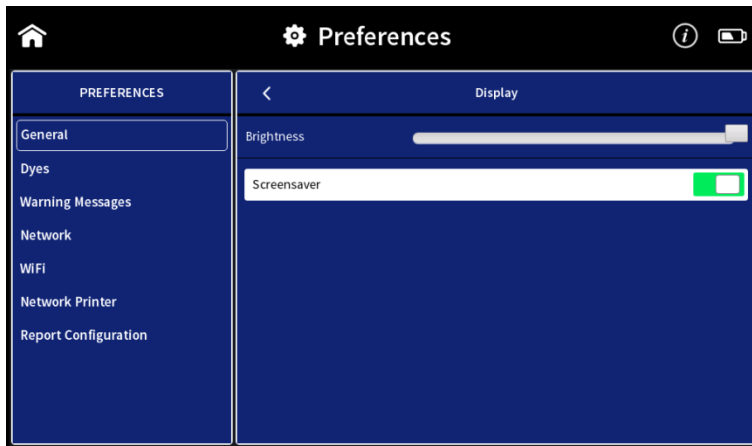 Preferences
i
PREFERENCES
Display
General
Brightness
Dyes
Screensaver
Warning Messages
Network
WiFi
Network Printer
Report Configuration